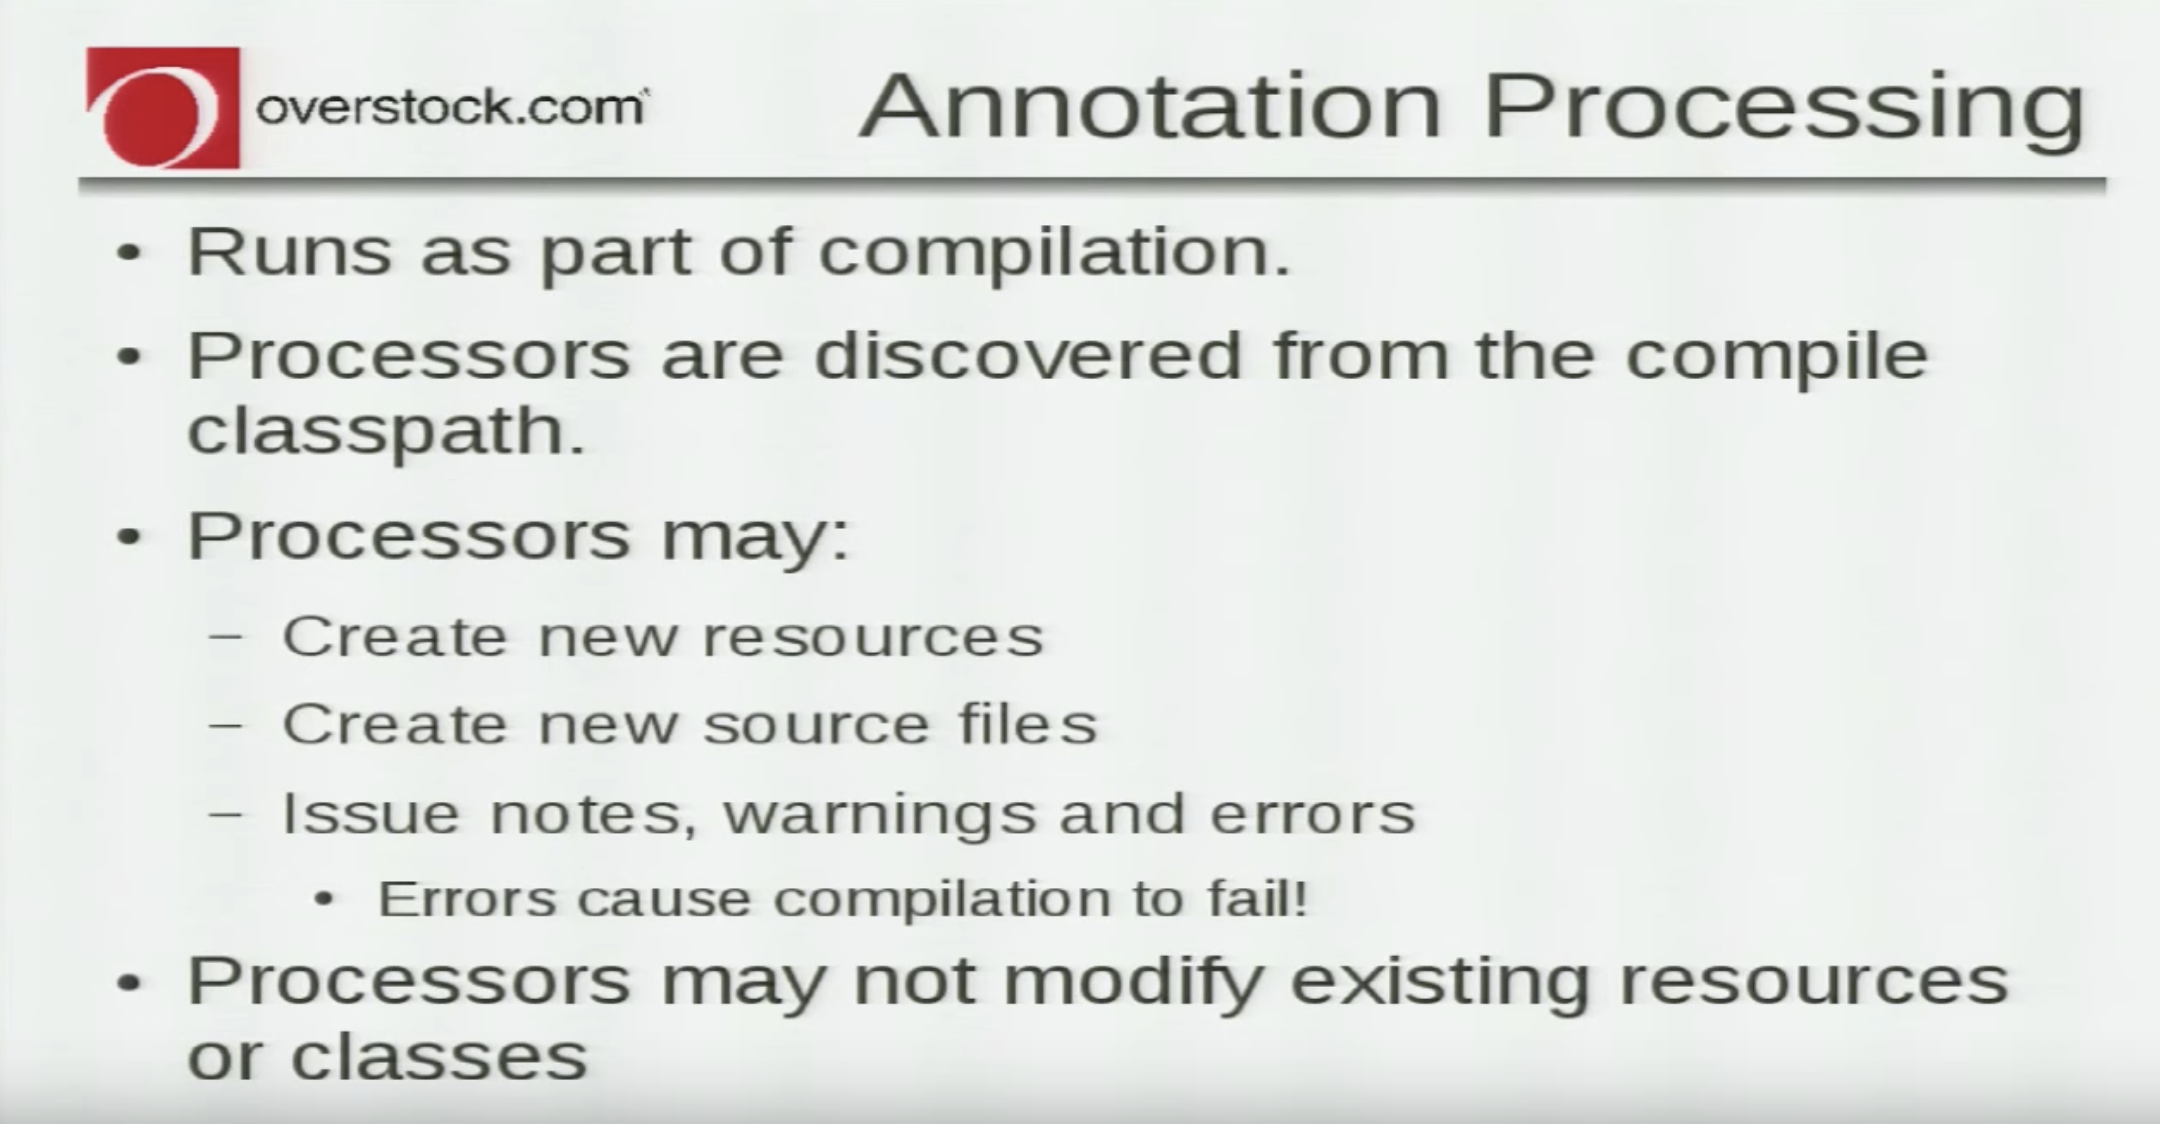 overstock.com
Annotation Processing
• Runs as part of compilation.
• Processors are discovered from the compile
classpath.
• Processors may:
– Create new resources
– Create new source files
– Issue notes, warnings and errors
• Errors cause compilation to fail!
• Processors may not modify existing resources
or classes